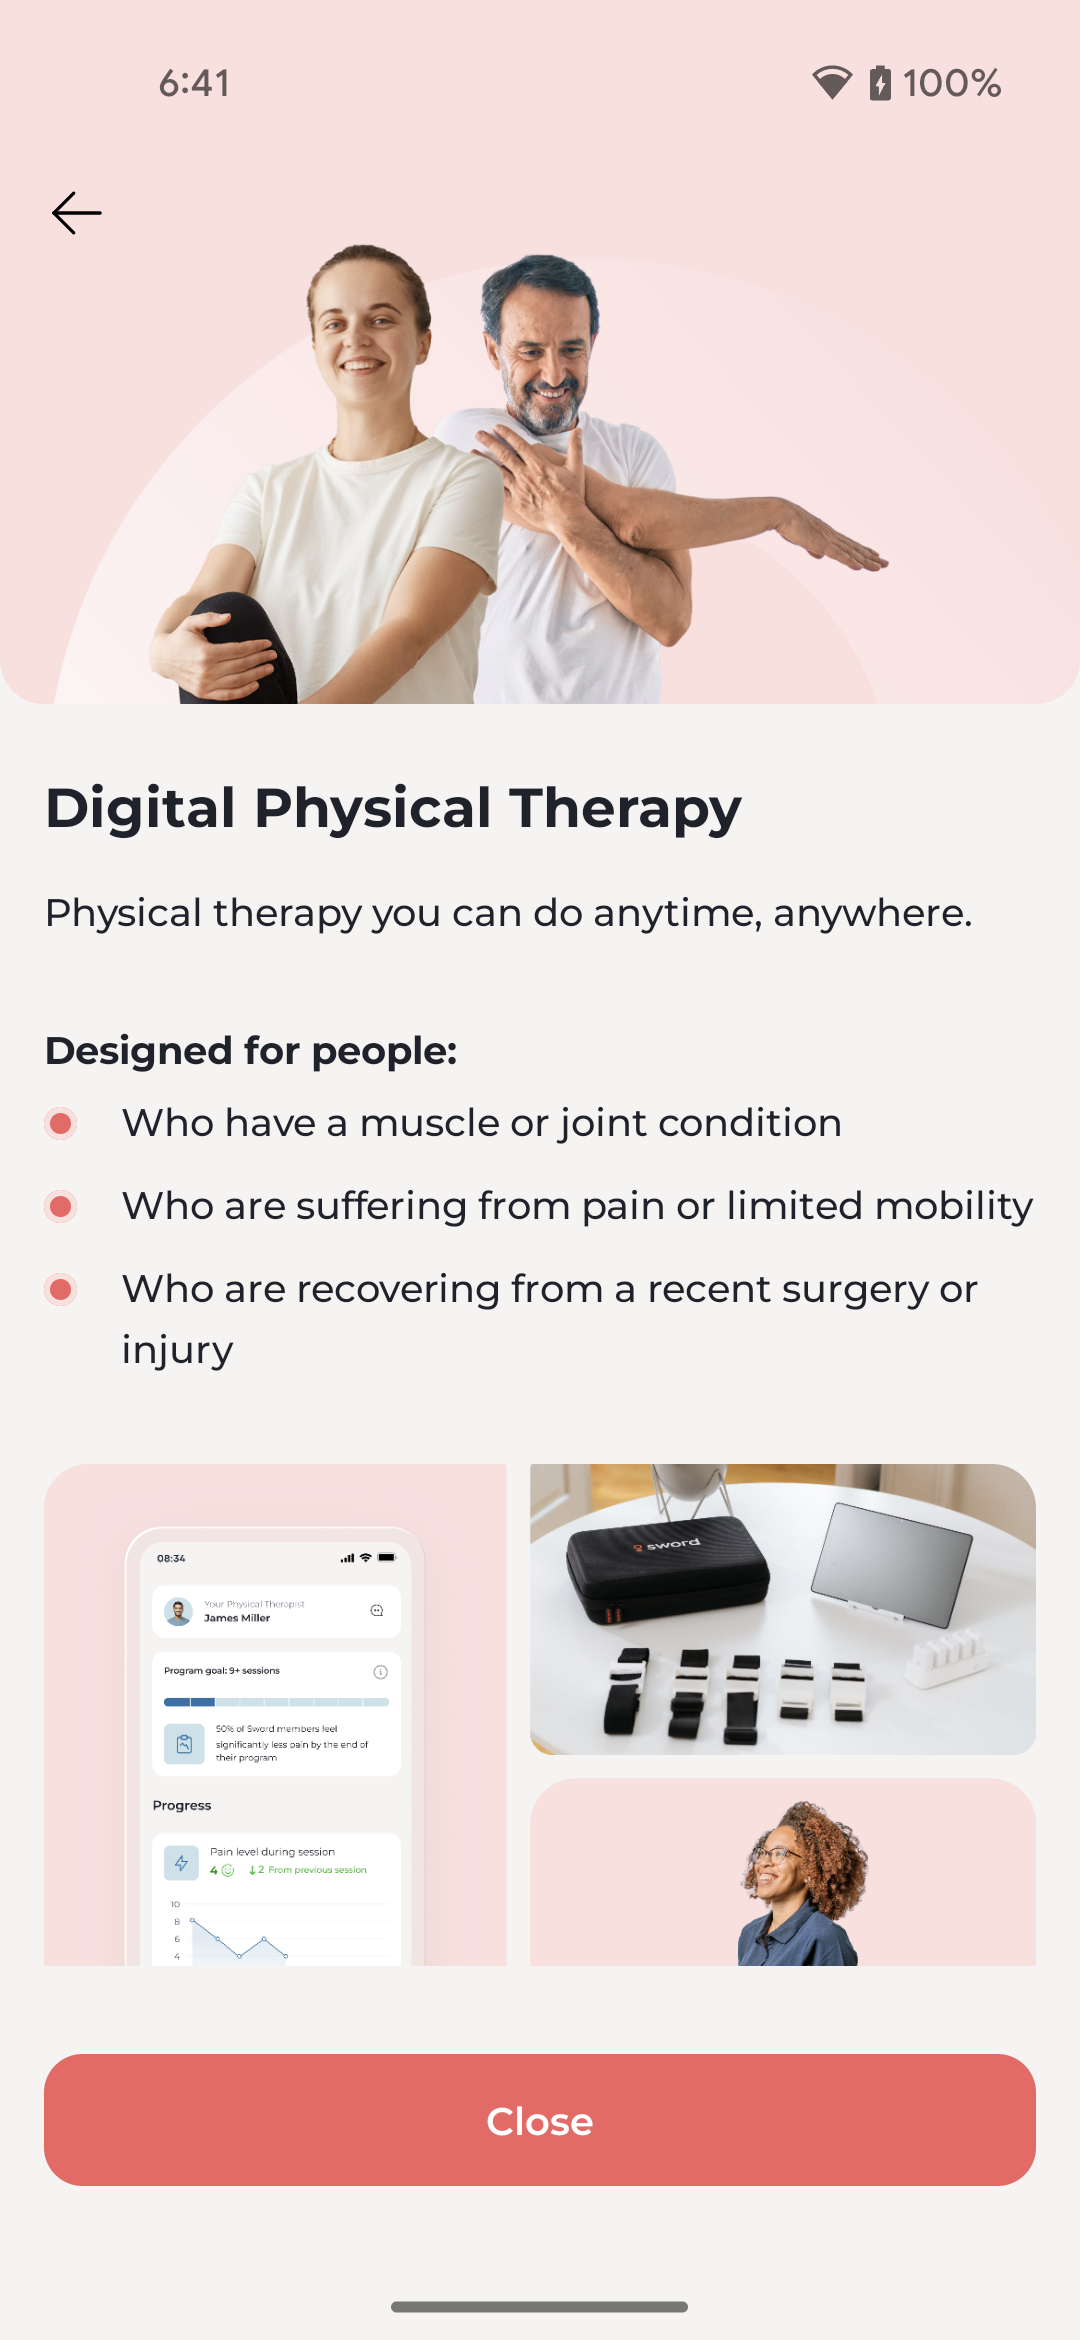 6:41
100%
Digital Physical Therapy
Physical therapy you can do anytime, anywhere.
Designed for people:
Who have a muscle or joint condition
Who are suffering from pain or limited mobility
Who are recovering from a recent surgery or
injury
08:34
Your Physical Therapist
James Miller
Program goal: 9+ sessions
50% of Sword members feel
significantly less pain by the end of
their program
Progress
Pain level during session
4
2 From previous session
10
8
6
4
sword
Close